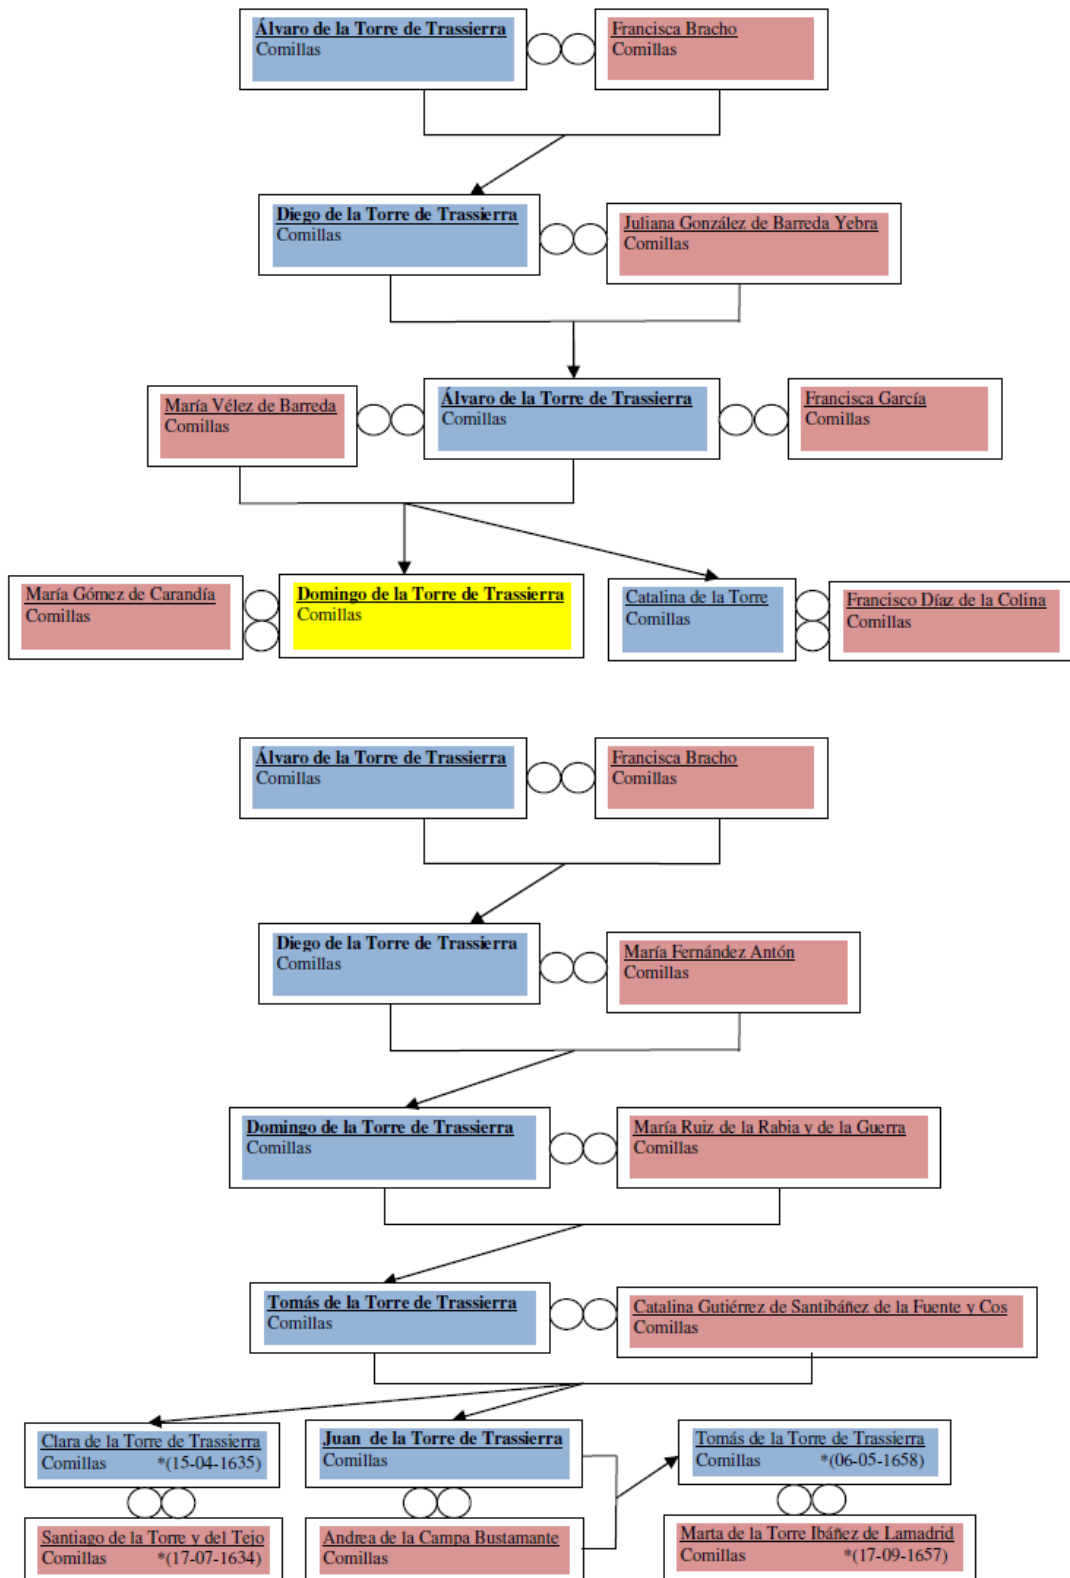 Álvaro de la Torre de Trassierra
Comillas
Francisca Bracho
Comillas
Diego de la Torre de Trassierra
Comillas
Juliana González de Barreda Yebra
Comillas
María Vélez de Barreda
Comillas
Álvaro de la Torre de Trassierra
Comillas
Francisca García
Comillas
María Gómez de Carandía
Comillas
Domingo de la Torre de Trassierra
Comillas
Catalina de la Torre
Comillas
Francisco Díaz de la Colina
Comillas
Álvaro de la Torre de Trassierra
Comillas
Francisca Bracho
Comillas
Diego de la Torre de Trassierra
Comillas
María Fernández Antón
Comillas
Domingo de la Torre de Trassierra
Comillas
María Ruiz de la Rabia y de la Guerra
Comillas
Tomás de la Torre de Trassierra
Comillas
Catalina Gutiérrez de Santibáñez de la Fuente y Cos
Comillas
Clara de la Torre de Trassierra
Comillas *(15-04-1635)
Juan de la Torre de Trassierra
Comillas
Tomás de la Torre de Trassierra
Comillas *(06-05-1658)
Santiago de la Torre y del Tejo
Comillas *(17-07-1634)
Andrea de la Campa Bustamante
Comillas
Marta de la Torre Ibáñez de Lamadrid
Comillas *(17-09-1657)